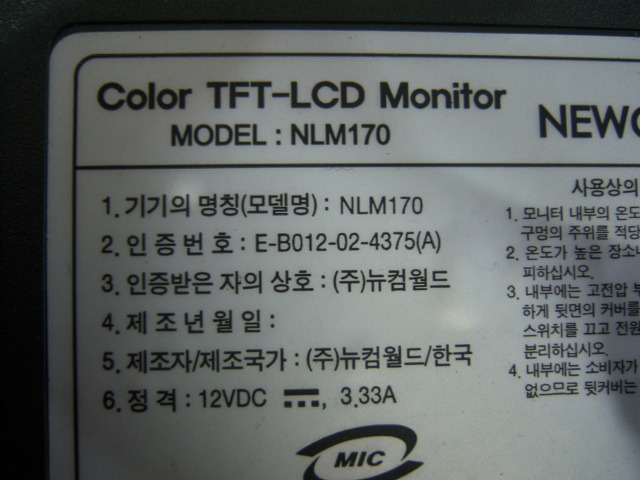 Color TFT-LCD Monitor
MODEL : NLM170
1. 기기의 명칭(모델명) : NLM170
2. 인 증 번 호 : E-B012-02-4375(A)
3. 인증받은 자의 상호 : (주)뉴컴월드
4. 제 조 년 월 일 :
5. 제조자/제조국가 : (주)뉴컴월드/한국
6. 정 격 : 12VDC ⎓, 3.33A
MIC
NEWC
사용상의
1. 모니터 내부의 온도
구멍의 주위를 적당
2. 온도가 높은 장소나
피하십시오.
3. 내부에는 고전압 부
하게 뒷면의 커버를
스위치를 끄고 전원
분리하십시오.
4. 내부에는 소비자가
없으므로 뒷커버는